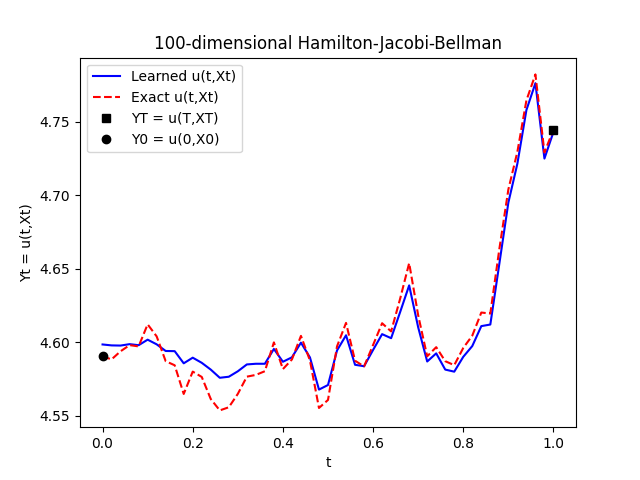 100-dimensional Hamilton-Jacobi-Bellman
Learned u(t,Xt)
Exact u(t,Xt)
YT = u(T,XT)
Y0 = u(0,X0)
Yt = u(t,Xt)
4.75
4.70
4.65
4.60
4.55
0.0 0.2 0.4 0.6 0.8 1.0
t